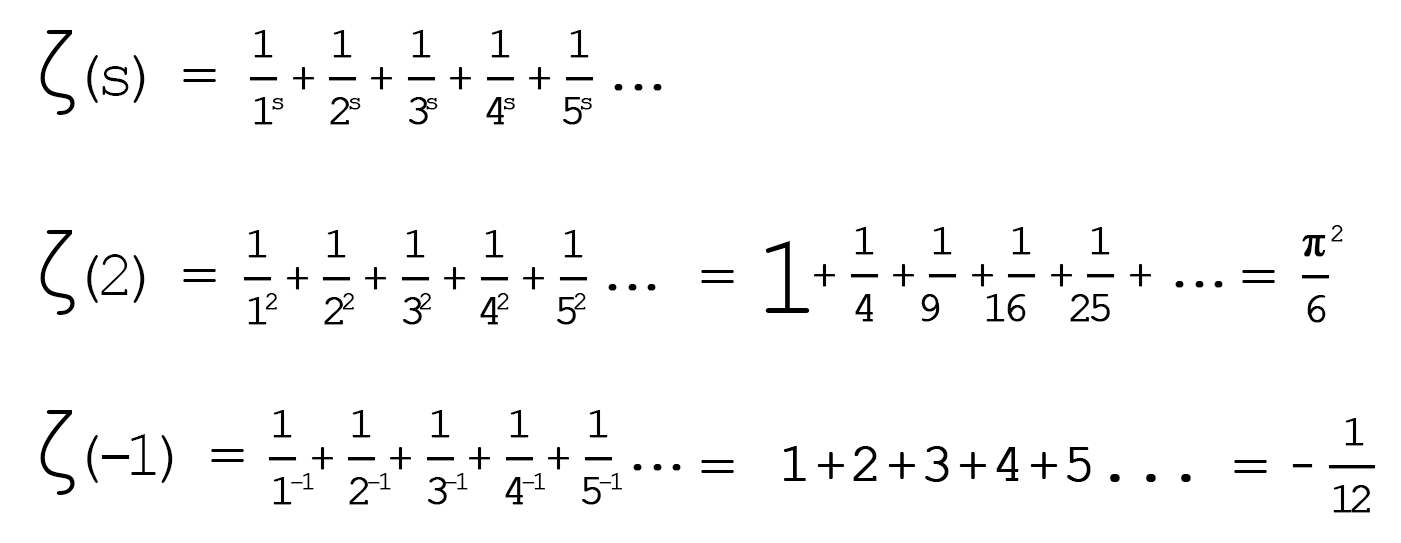 ζ(s) = 1/1^s + 1/2^s + 1/3^s + 1/4^s + 1/5^s ...
ζ(2) = 1/1^2 + 1/2^2 + 1/3^2 + 1/4^2 + 1/5^2 ... = 1 + 1/4 + 1/9 + 1/16 + 1/25 + ... = π^2/6
ζ(-1) = 1/1^-1 + 1/2^-1 + 1/3^-1 + 1/4^-1 + 1/5^-1 ... = 1+2+3+4+5... = -1/12